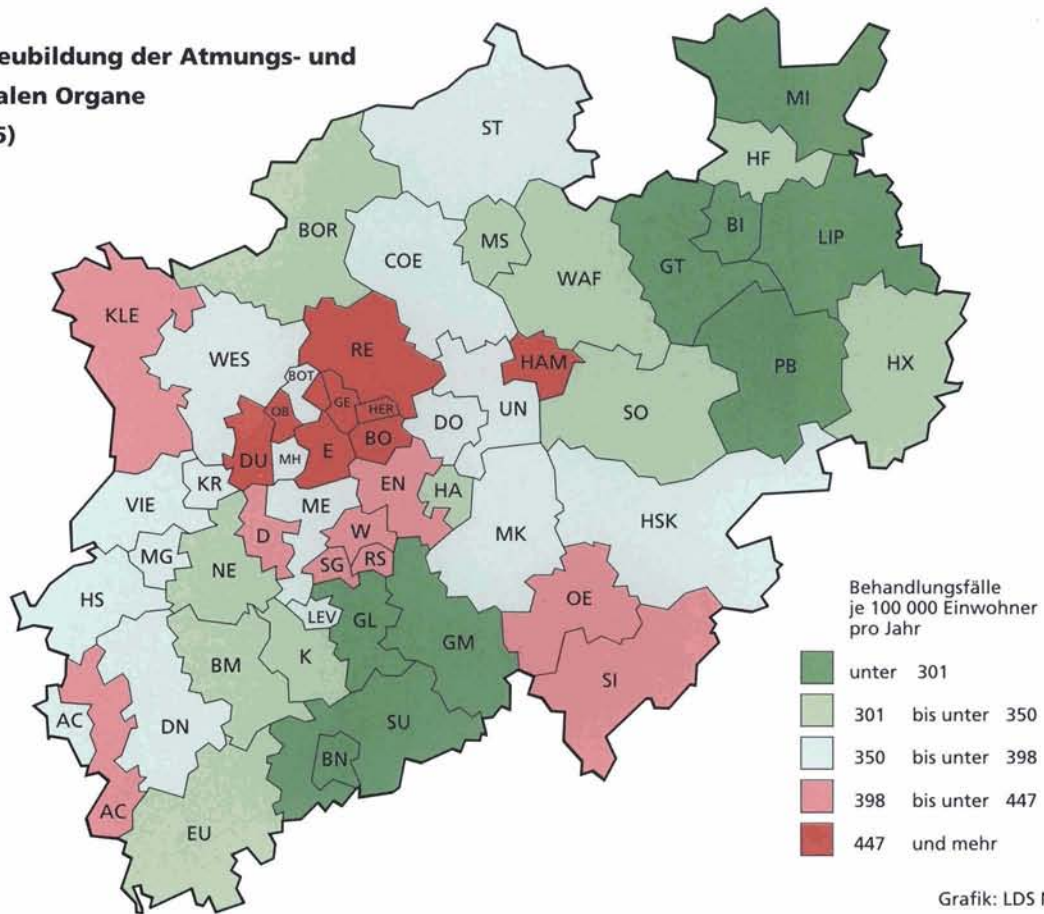 eubildung der Atmungs- und
alen Organe
5)
MI
ST
HF
BI
LIP
BOR
MS
COE
GT
WAF
KLE
RE
HAM
WES
PB
HX
BOT
GE
HER
OB
DO
UN
SO
BO
E
DU
MH
KR
EN
HA
VIE
ME
HSK
D
W
MK
MG
NE
SG
RS
HS
OE
LEV
GL
GM
K
BM
SI
AC
DN
SU
BN
AC
EU
Behandlungsfälle
je 100 000 Einwohner
pro Jahr
unter 301
301 bis unter 350
350 bis unter 398
398 bis unter 447
447 und mehr
Grafik: LDS